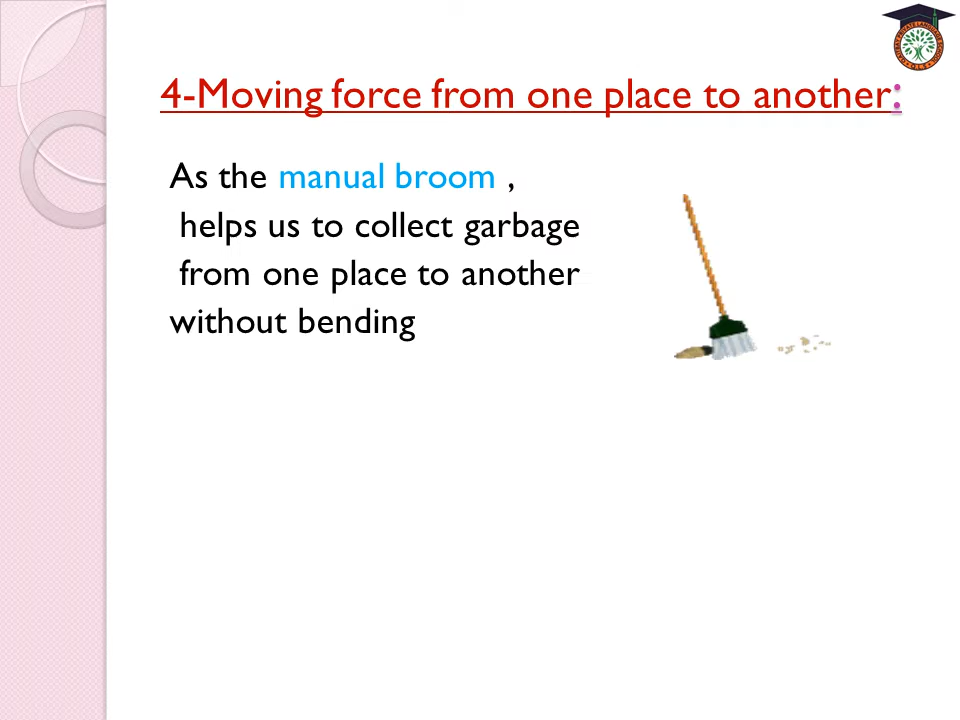 4-Moving force from one place to another:
As the manual broom ,
helps us to collect garbage
from one place to another
without bending